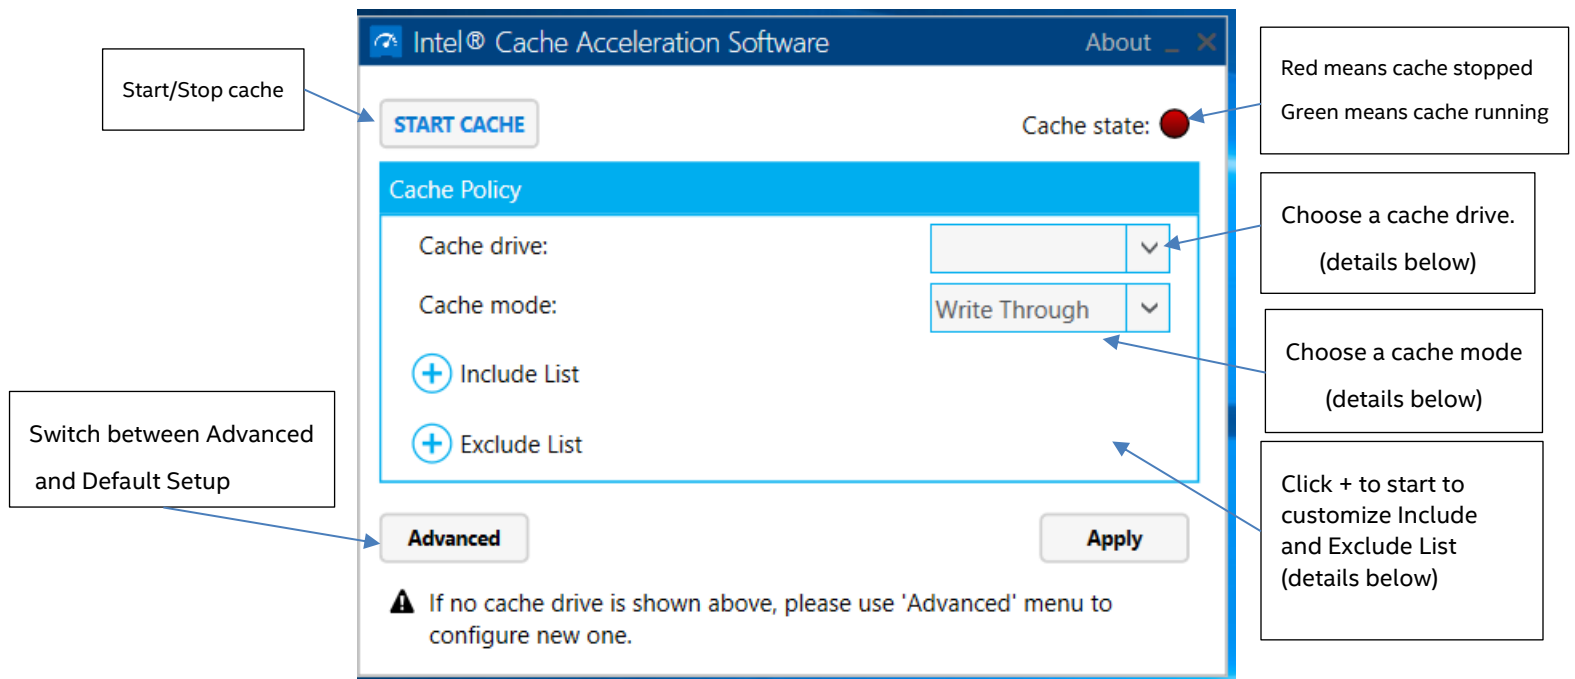 Intel® Cache Acceleration Software
About
Start/Stop cache
START CACHE
Cache state:
Red means cache stopped
Green means cache running
Cache Policy
Cache drive:
Choose a cache drive.
(details below)
Cache mode:
Write Through
Choose a cache mode
(details below)
Include List
Exclude List
Switch between Advanced
and Default Setup
Click + to start to
customize Include
and Exclude List
(details below)
Advanced
Apply
If no cache drive is shown above, please use 'Advanced' menu to
configure new one.